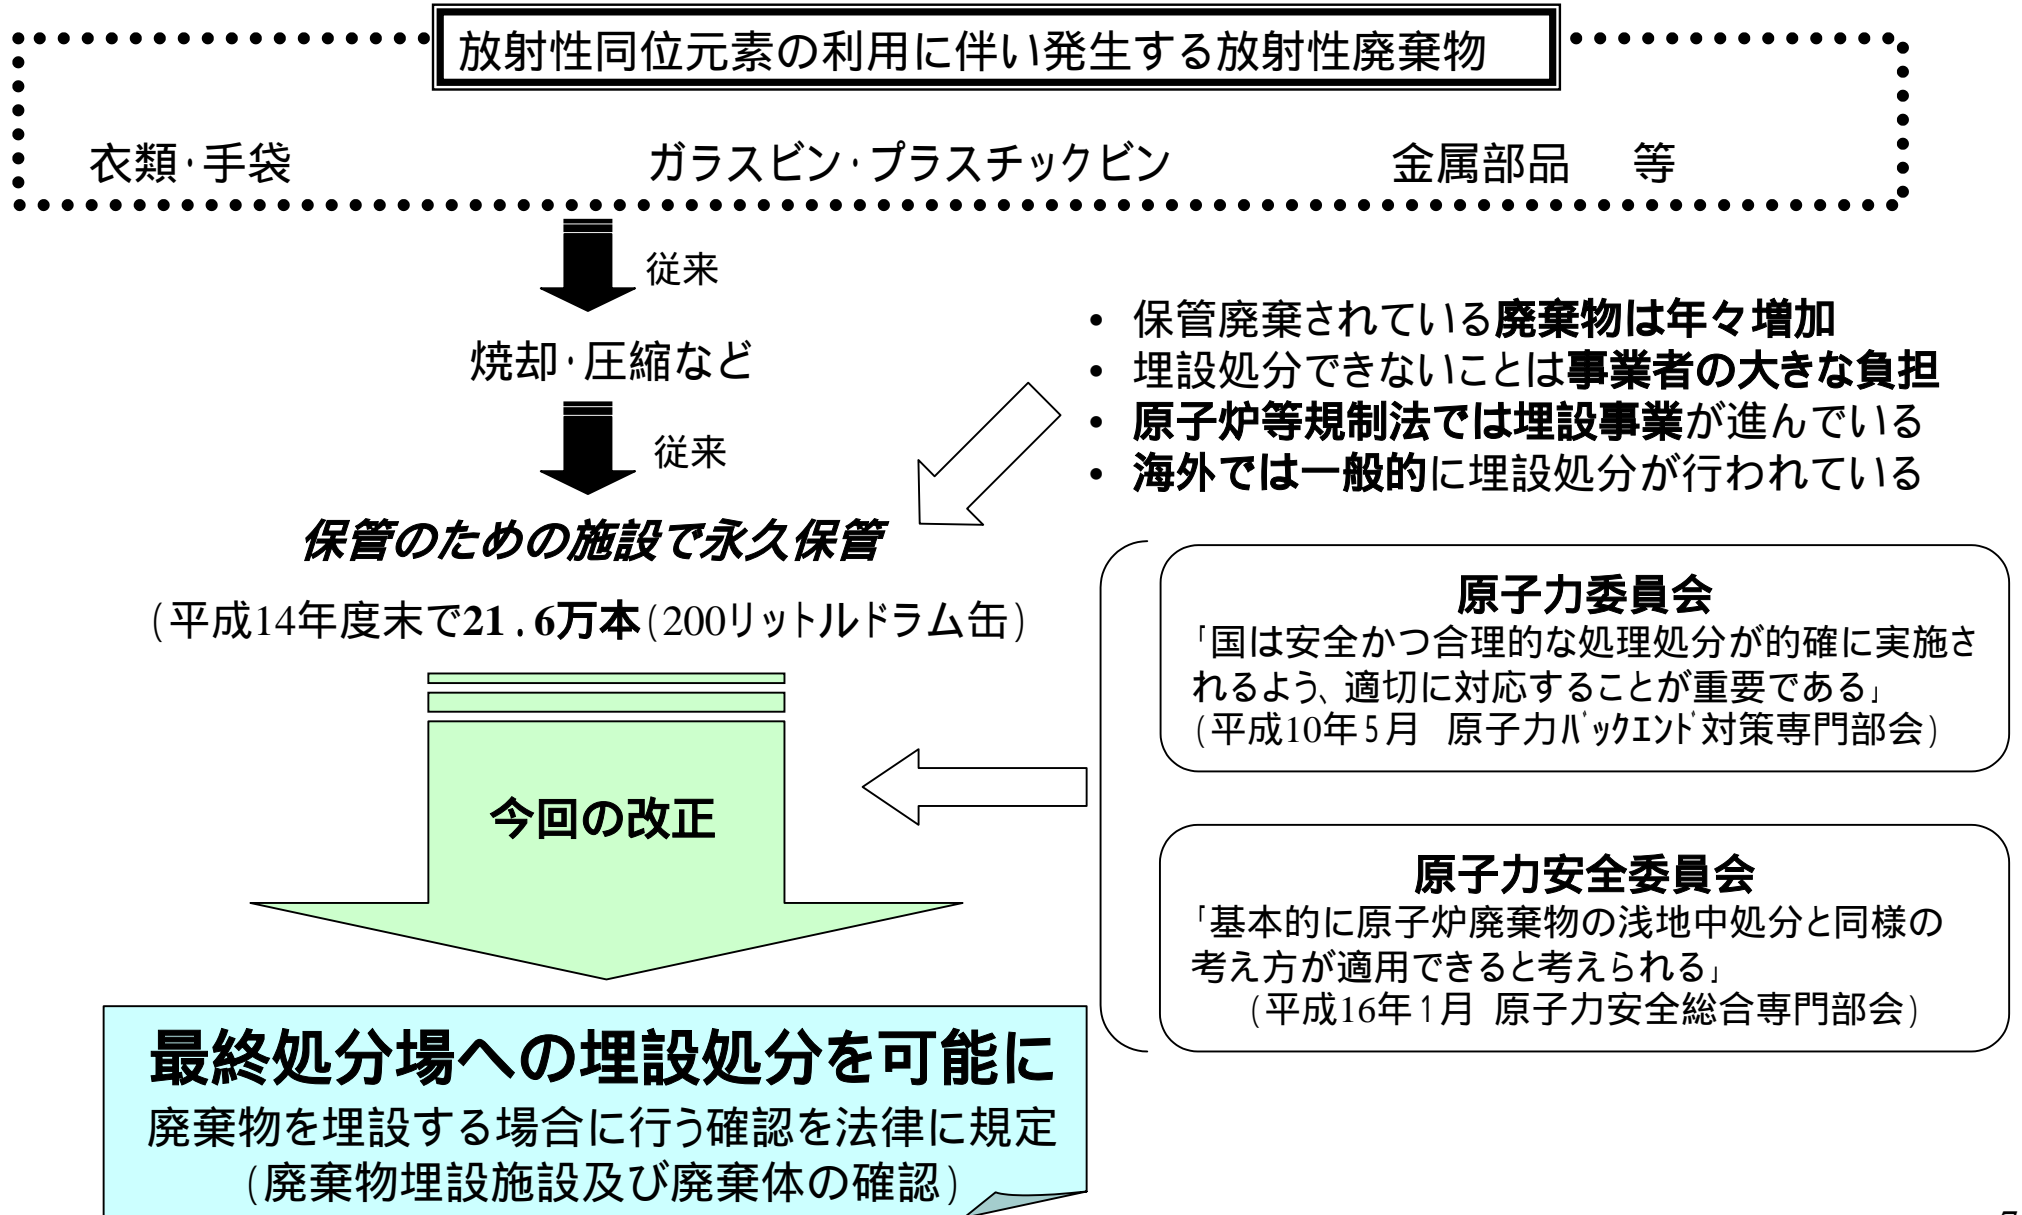 放射性同位元素の利用に伴い発生する放射性廃棄物
衣類・手袋 ガラスビン・プラスチックビン 金属部品 等
従来
焼却・圧縮など
従来
保管のための施設で永久保管
(平成14年度末で21.6万本(200リットルドラム缶)
• 保管廃棄されている廃棄物は年々増加
• 埋設処分できないことは事業者の大きな負担
• 原子炉等規制法では埋設事業が進んでいる
• 海外では一般的に埋設処分が行われている
原子力委員会
「国は安全かつ合理的な処理処分が的確に実施さ
れるよう、適切に対応することが重要である」
(平成10年5月 原子力バックエンド対策専門部会)
今回の改正
原子力安全委員会
「基本的に原子炉廃棄物の浅地中処分と同様の
考え方が適用できると考えられる」
(平成16年1月 原子力安全総合専門部会)
最終処分場への埋設処分を可能に
廃棄物を埋設する場合に行う確認を法律に規定
(廃棄物埋設施設及び廃棄体の確認)